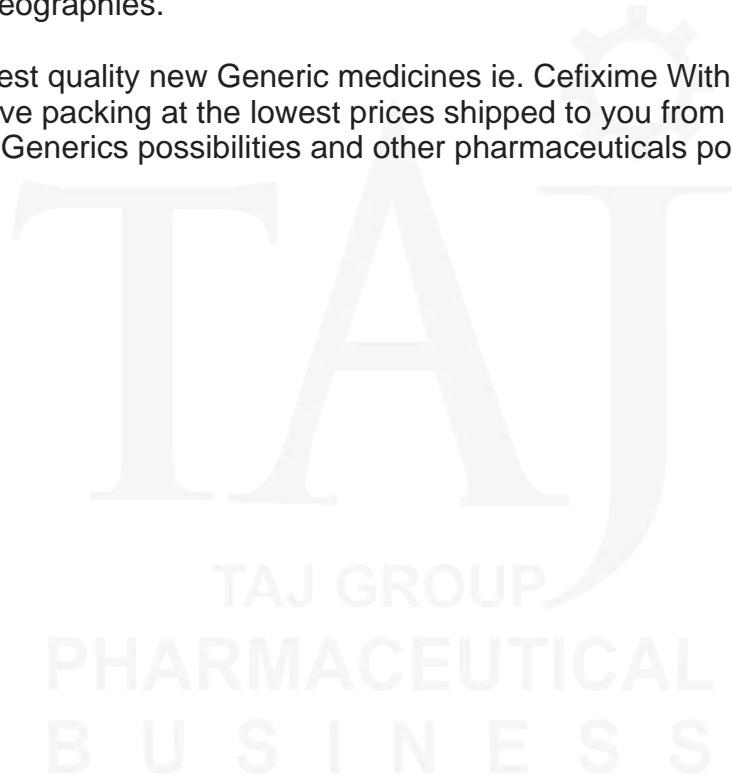 eographies.
est quality new Generic medicines ie. Cefixime With
ve packing at the lowest prices shipped to you from
Generics possibilities and other pharmaceuticals po
TAJ
TAJ GROUP
PHARMACEUTICAL
BUSINESS